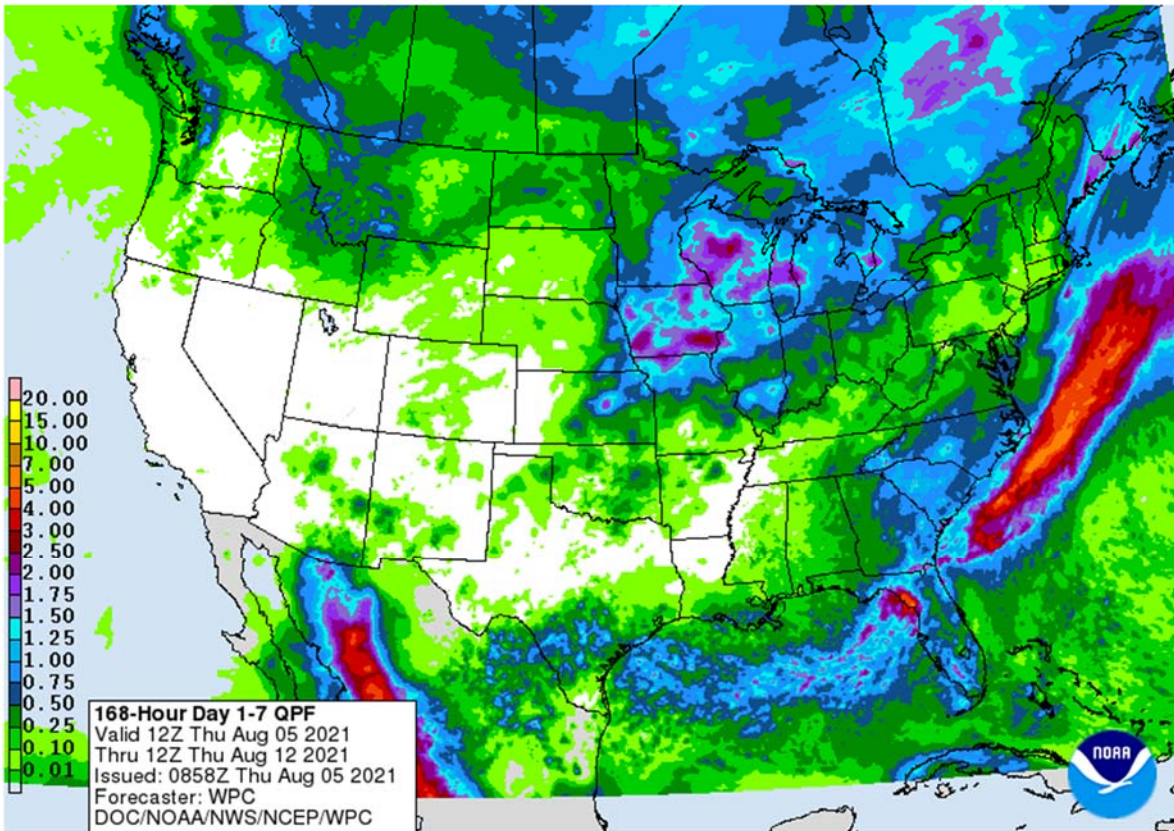 20.00
15.00
10.00
7.00
5.00
4.00
3.00
2.50
2.00
1.75
1.50
1.25
1.00
0.75
0.50
0.25
0.10
0.01
168-Hour Day 1-7 QPF
Valid 12Z Thu Aug 05 2021
Thru 12Z Thu Aug 12 2021
Issued: 0858Z Thu Aug 05 2021
Forecaster: WPC
DOC/NOAA/NWS/NCEP/WPC
NOAA